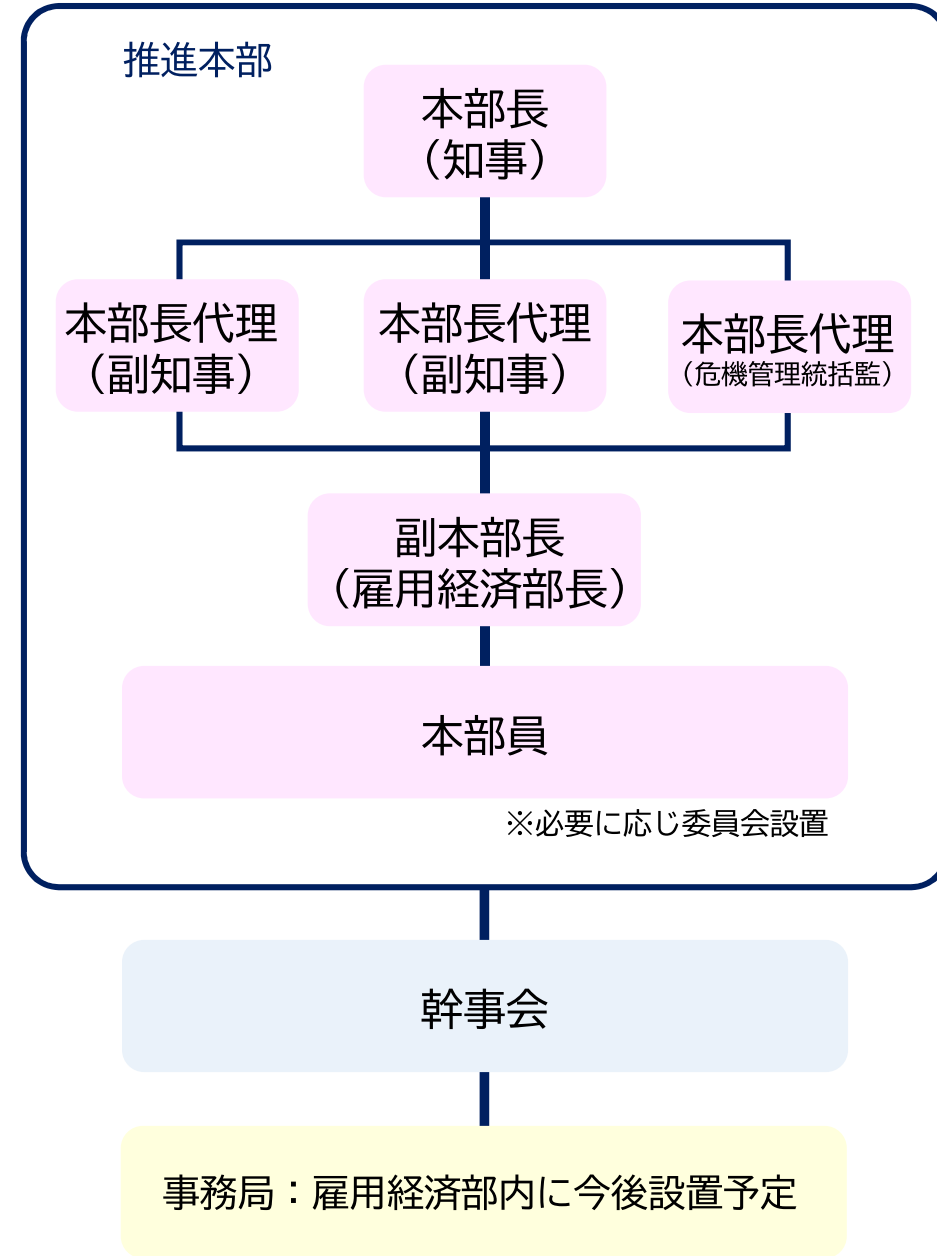 推進本部
本部長
（知事）
本部長代理
（副知事）
本部長代理
（副知事）
本部長代理
（危機管理統括監）
副本部長
（雇用経済部長）
本部員
※必要に応じ委員会設置
幹事会
事務局：雇用経済部内に今後設置予定